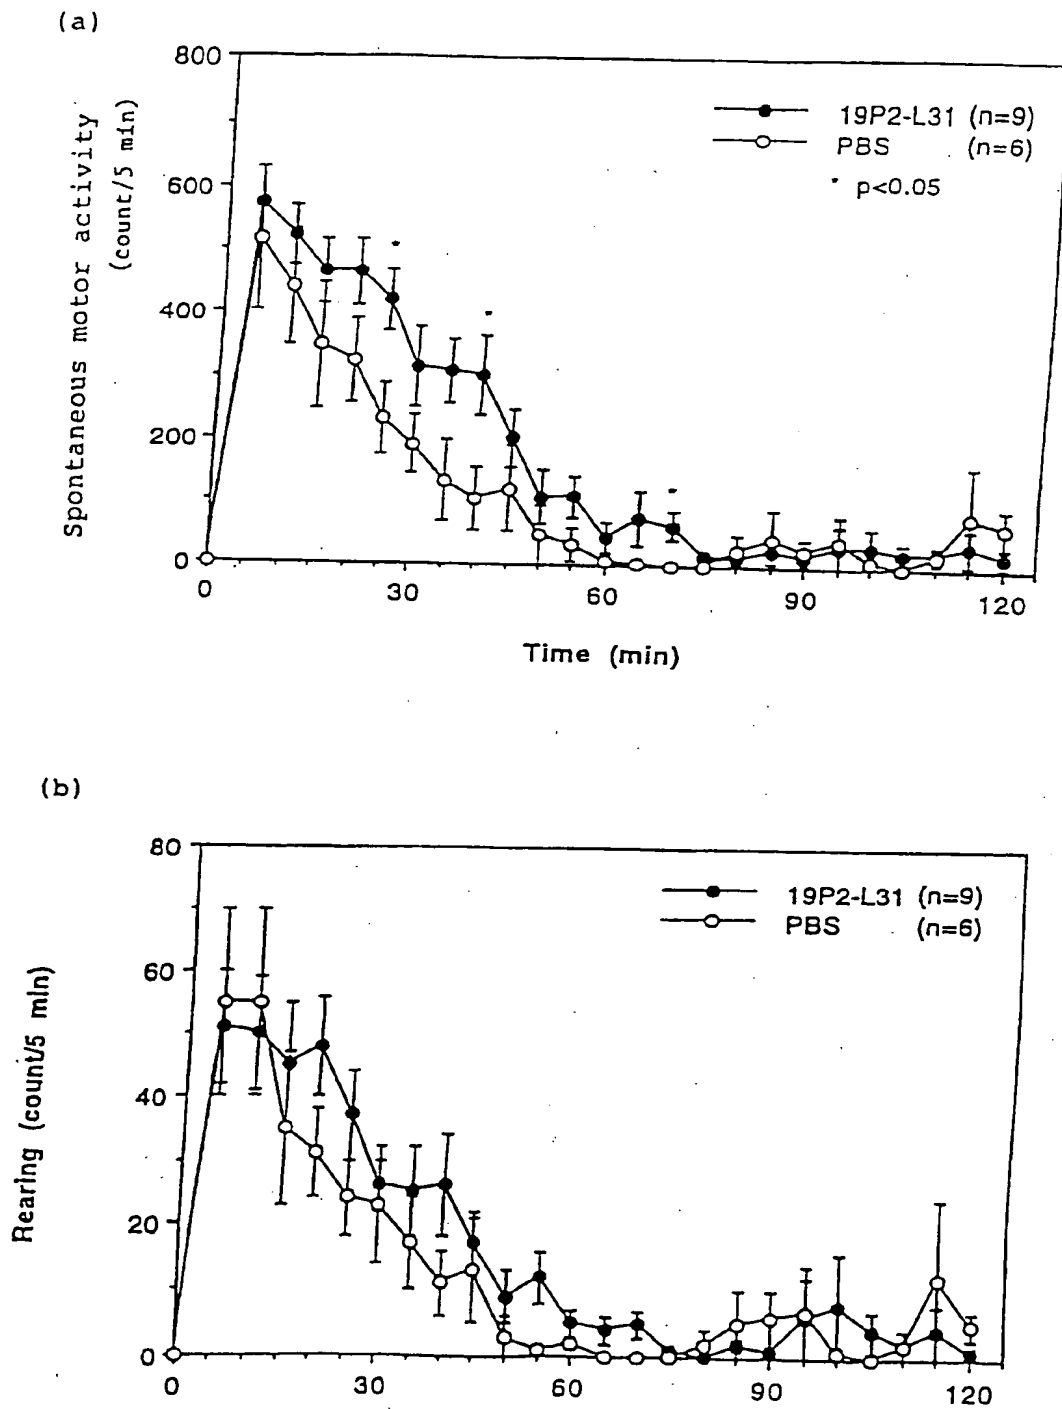 (a)
800
600
400
200
0
Spontaneous motor activity
(count/5 min)
19P2-L31 (n=9)
PBS (n=6)
* p<0.05
*
*
*
0 30 60 90 120
Time (min)
(b)
80
60
40
20
0
Rearing (count/5 min)
19P2-L31 (n=9)
PBS (n=6)
0 30 60 90 120